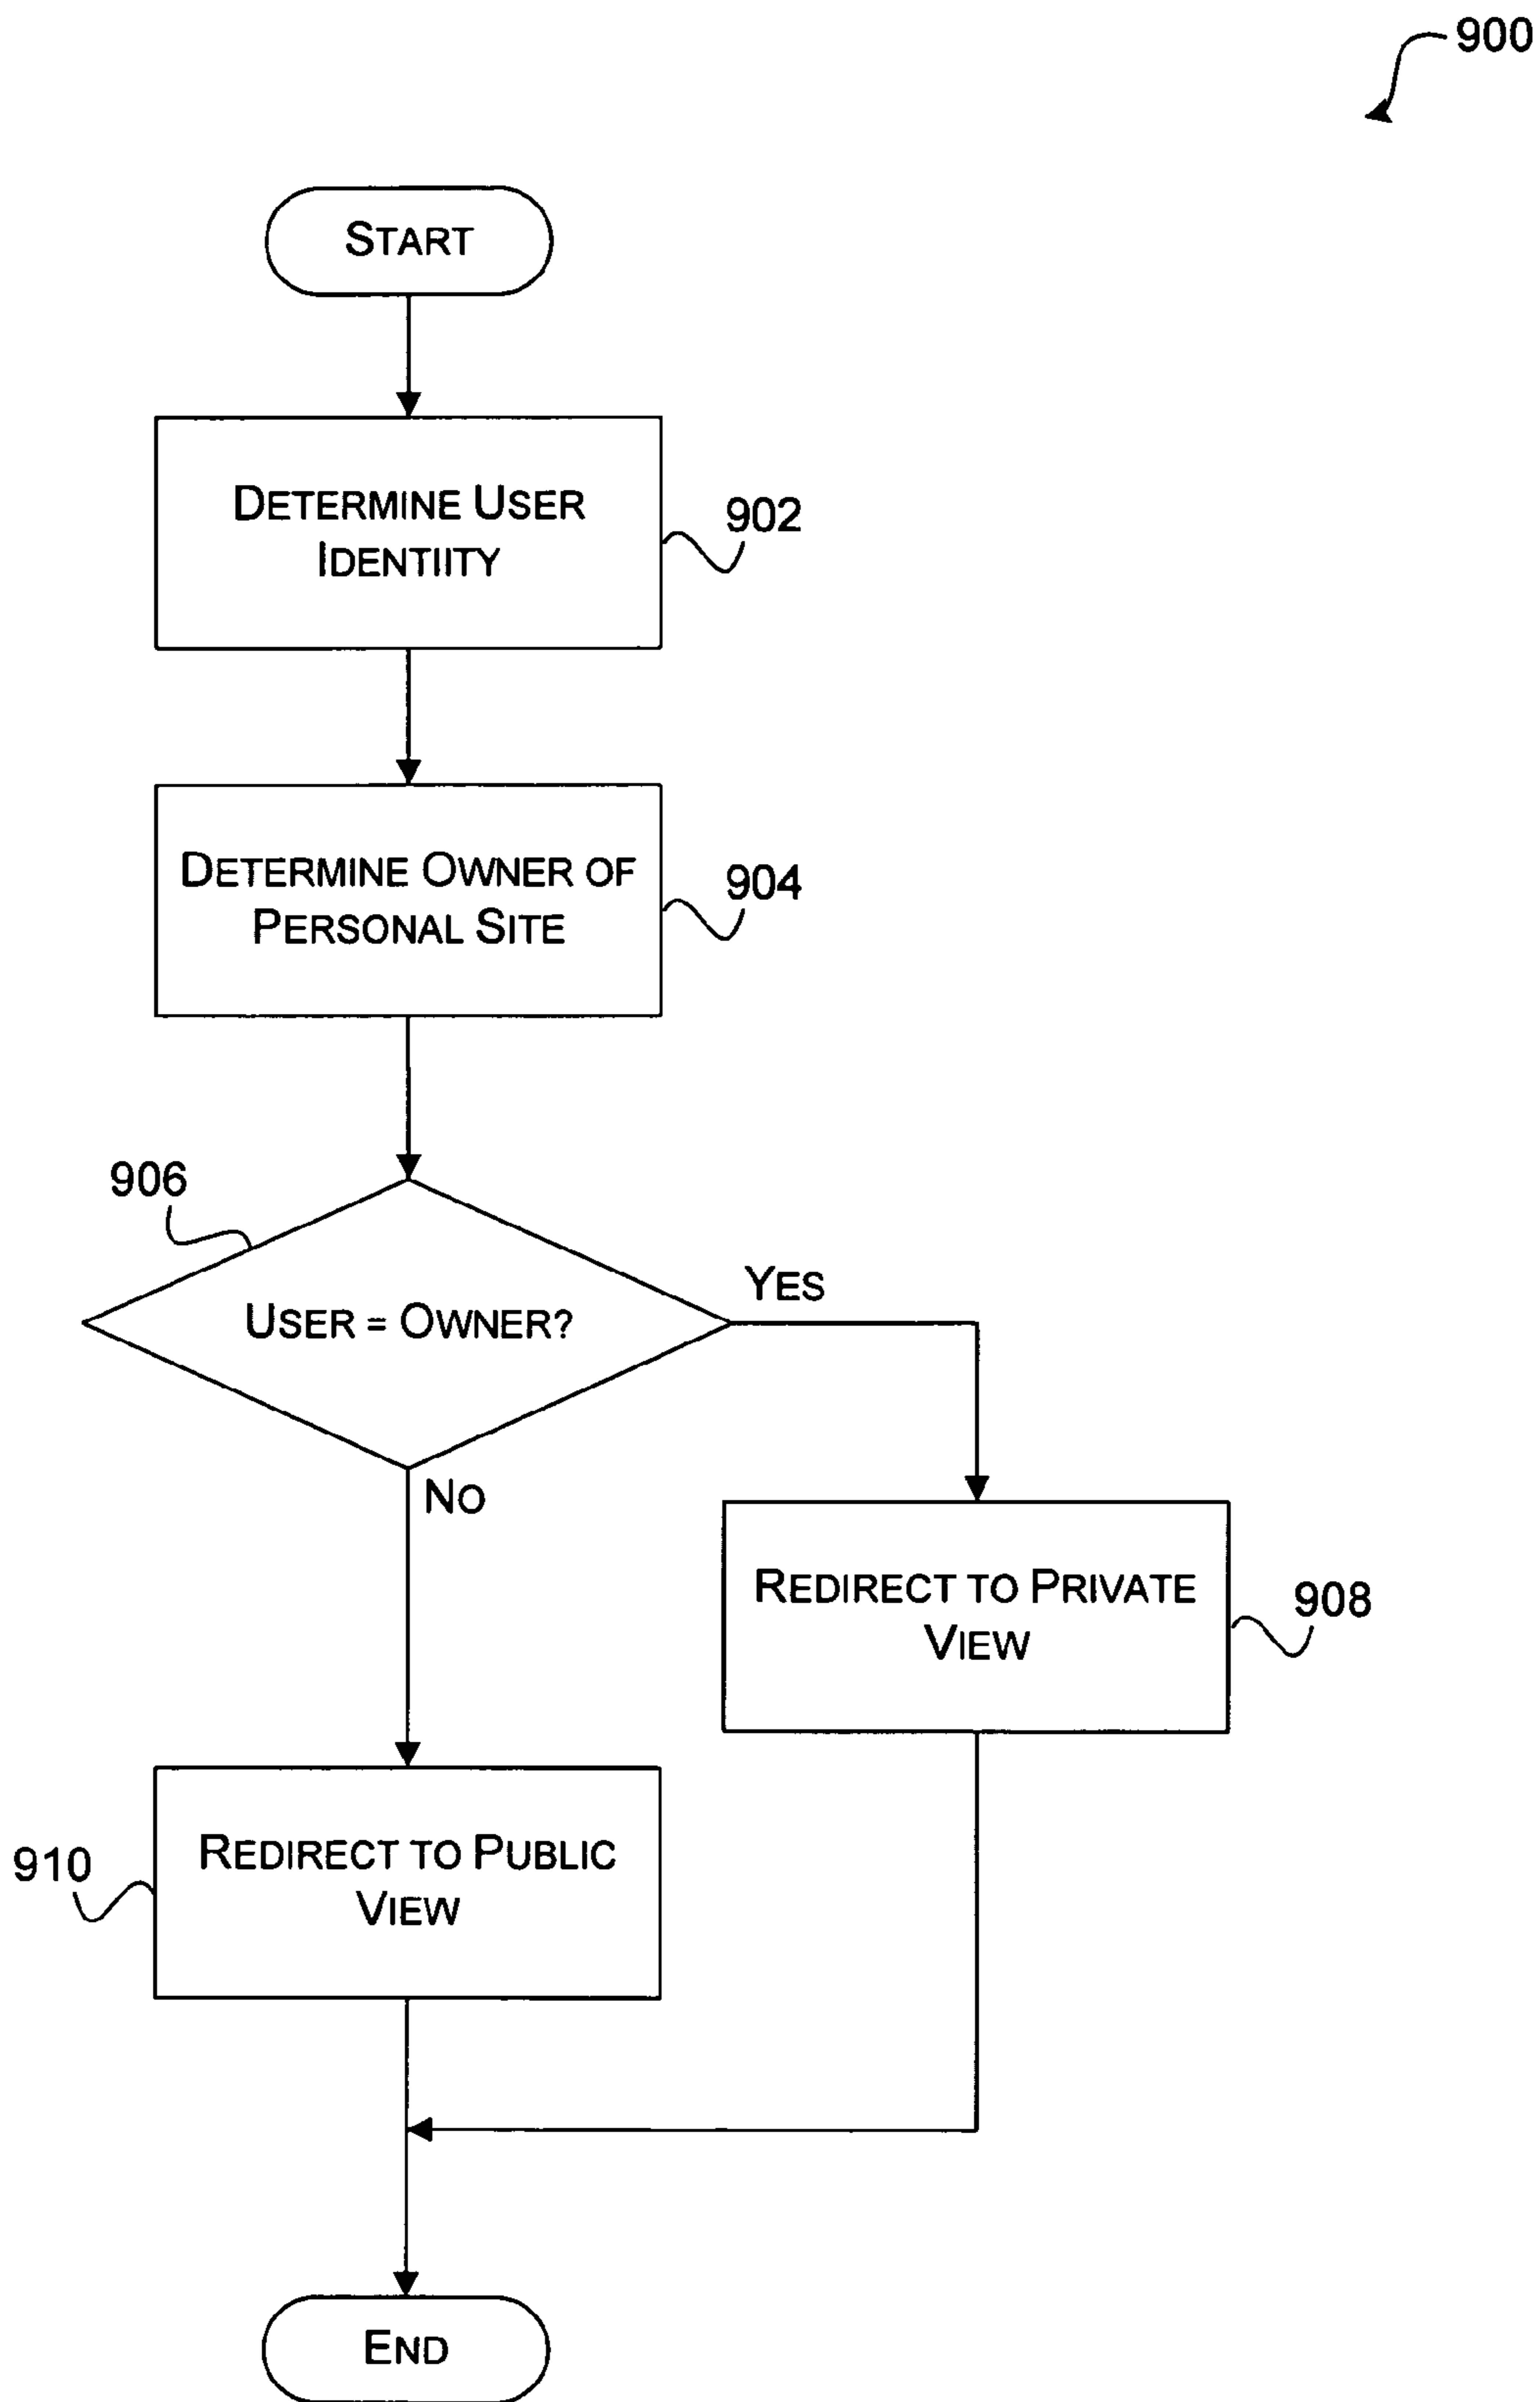 900
START
DETERMINE USER
IDENTIITY
902
DETERMINE OWNER OF
PERSONAL SITE
904
906
USER = OWNER?
YES
NO
REDIRECT TO PRIVATE
VIEW
908
REDIRECT TO PUBLIC
VIEW
910
END